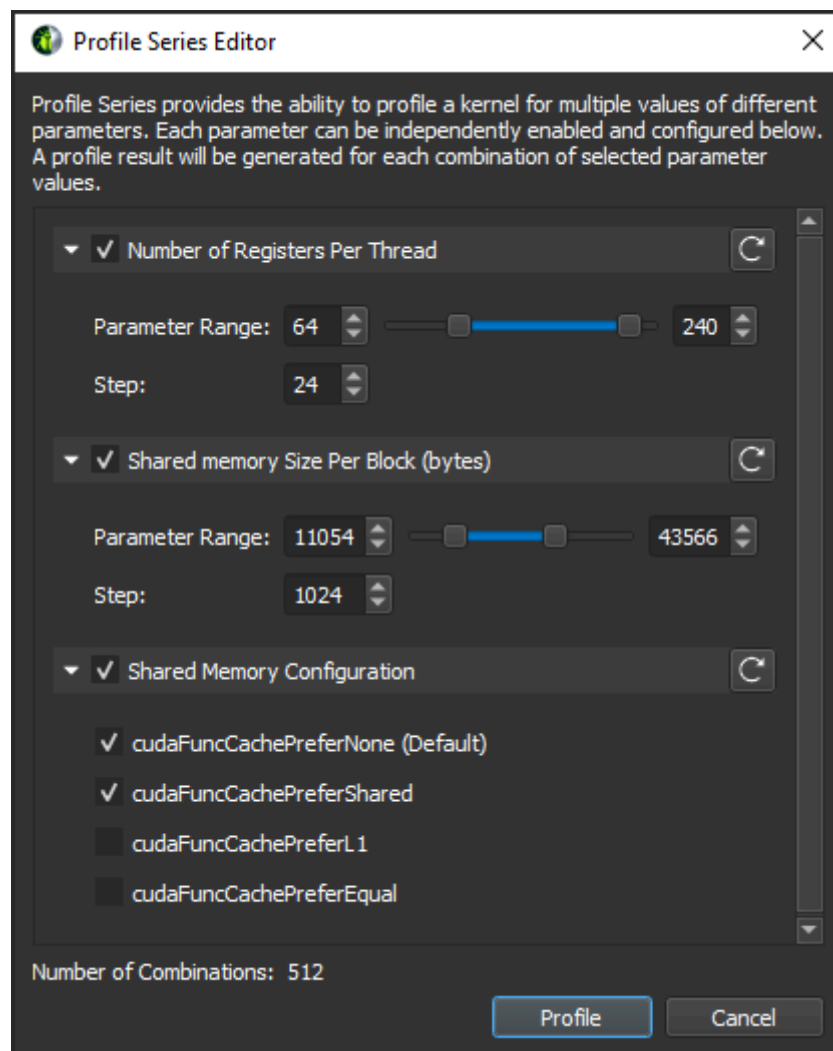 Profile Series Editor
Profile Series provides the ability to profile a kernel for multiple values of different
parameters. Each parameter can be independently enabled and configured below.
A profile result will be generated for each combination of selected parameter
values.
Number of Registers Per Thread
Parameter Range: 64 240
Step: 24
Shared memory Size Per Block (bytes)
Parameter Range: 11054 43566
Step: 1024
Shared Memory Configuration
cudaFuncCachePreferNone (Default)
cudaFuncCachePreferShared
cudaFuncCachePreferL1
cudaFuncCachePreferEqual
Number of Combinations: 512
Profile Cancel